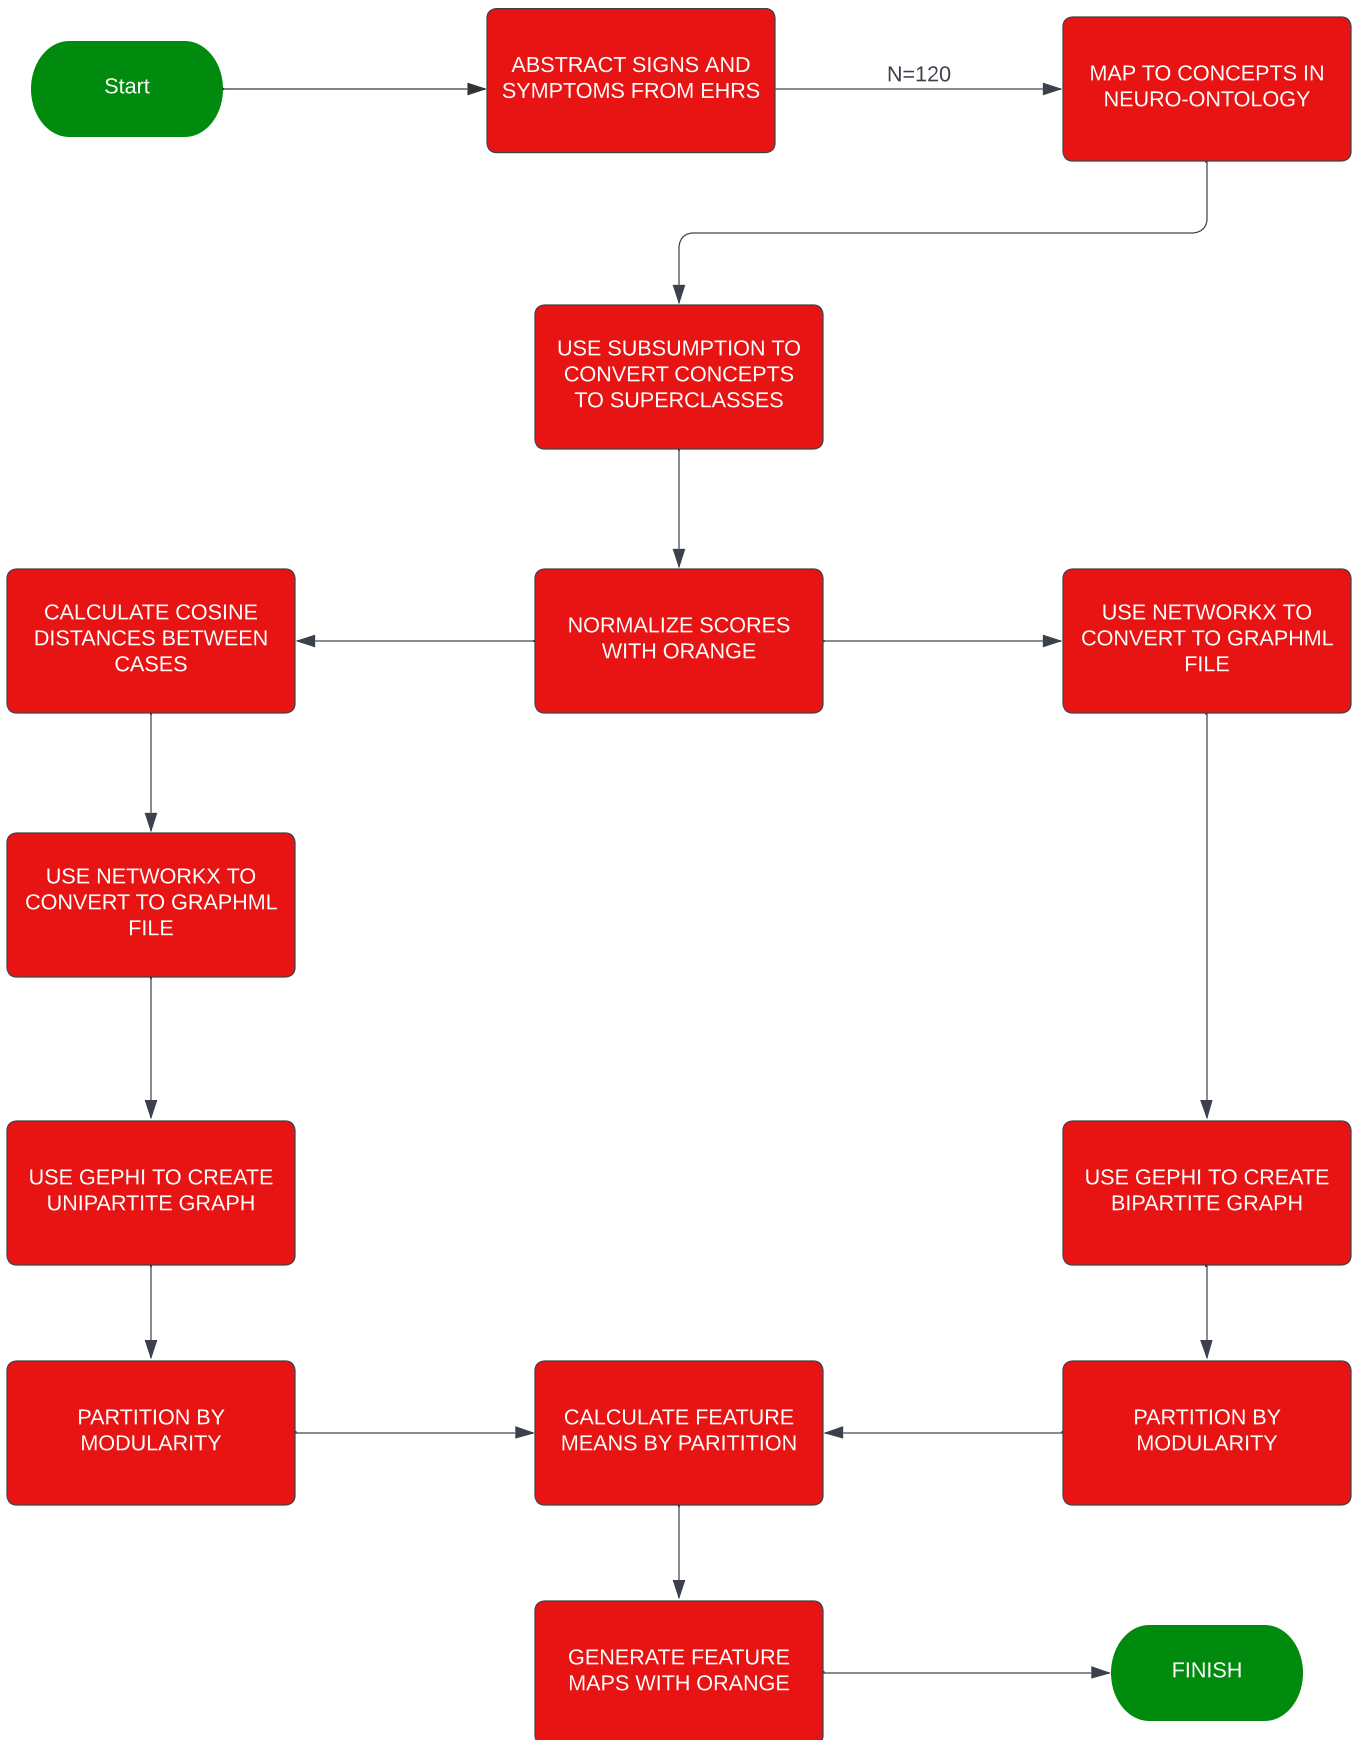 Start
ABSTRACT SIGNS AND
SYMPTOMS FROM EHRS
N=120
MAP TO CONCEPTS IN
NEURO-ONTOLOGY
USE SUBSUMPTION TO
CONVERT CONCEPTS
TO SUPERCLASSES
CALCULATE COSINE
DISTANCES BETWEEN
CASES
NORMALIZE SCORES
WITH ORANGE
USE NETWORKX TO
CONVERT TO GRAPHML
FILE
USE NETWORKX TO
CONVERT TO GRAPHML
FILE
USE GEPHI TO CREATE
UNIPARTITE GRAPH
USE GEPHI TO CREATE
BIPARTITE GRAPH
PARTITION BY
MODULARITY
CALCULATE FEATURE
MEANS BY PARITITION
PARTITION BY
MODULARITY
GENERATE FEATURE
MAPS WITH ORANGE
FINISH